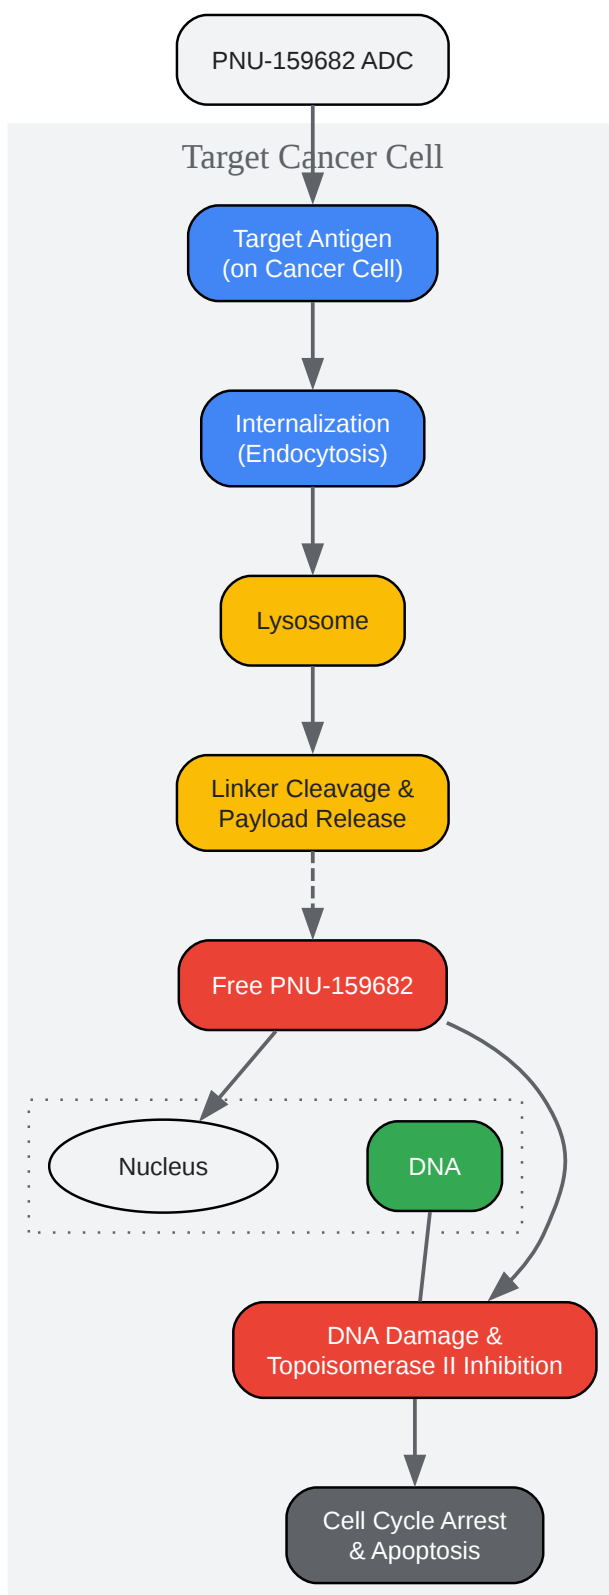 PNU-159682 ADC
Target Cancer Cell
Target Antigen
(on Cancer Cell)
Internalization
(Endocytosis)
Lysosome
Linker Cleavage &
Payload Release
Free PNU-159682
Nucleus
DNA
DNA Damage &
Topoisomerase II Inhibition
Cell Cycle Arrest
& Apoptosis